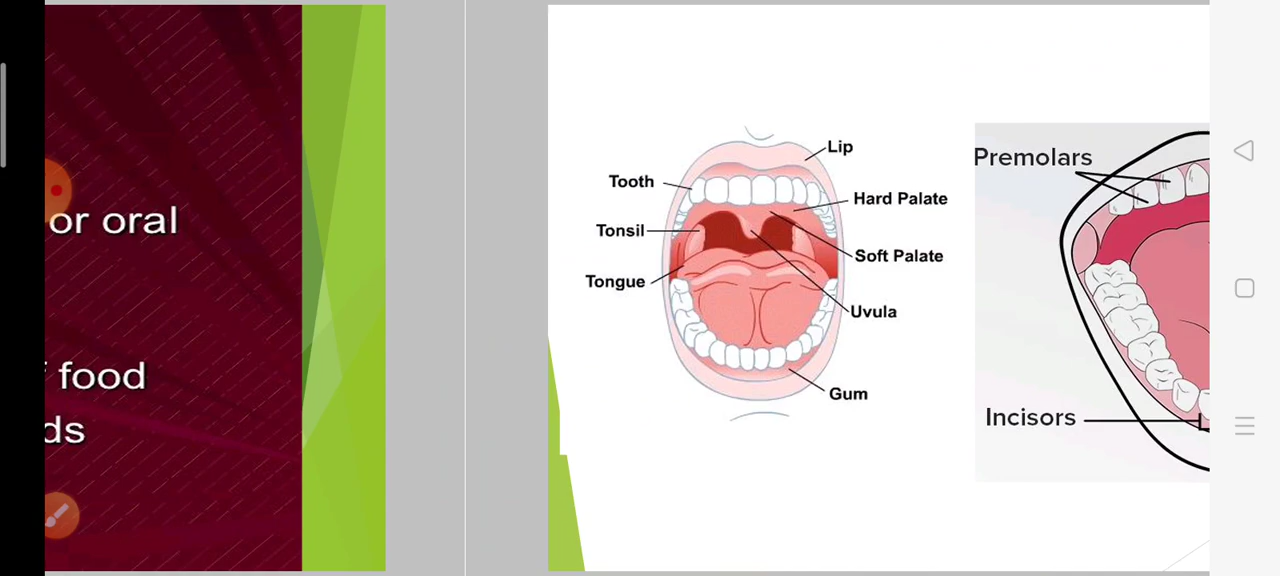 or oral
food
ds
Lip
Tooth
Hard Palate
Tonsil
Soft Palate
Tongue
Uvula
Gum
Premolars
Incisors